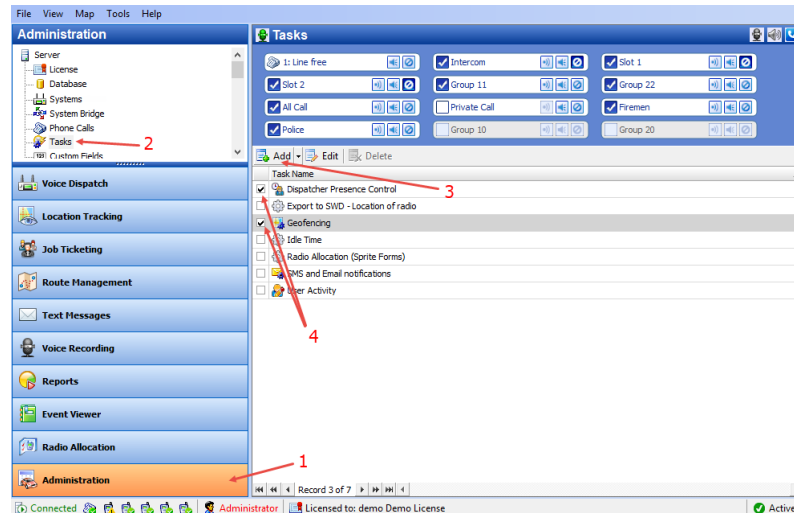 File View Map Tools Help
Administration
Tasks
Server
License
Database
Systems
System Bridge
Phone Calls
Tasks
Custom Fields
2
1: Line free
Intercom
Slot 1
Slot 2
Group 11
Group 22
All Call
Private Call
Firemen
Police
Group 10
Group 20
Add Edit Delete
3
Task Name
Dispatcher Presence Control
Export to SWD - Location of radio
Geofencing
Idle Time
Radio Allocation (Sprite Forms)
SMS and Email notifications
User Activity
4
Voice Dispatch
Location Tracking
Job Ticketing
Route Management
Text Messages
Voice Recording
Reports
Event Viewer
Radio Allocation
Administration
1
Record 3 of 7
Connected
Administrator
Licensed to: demo Demo License
Active